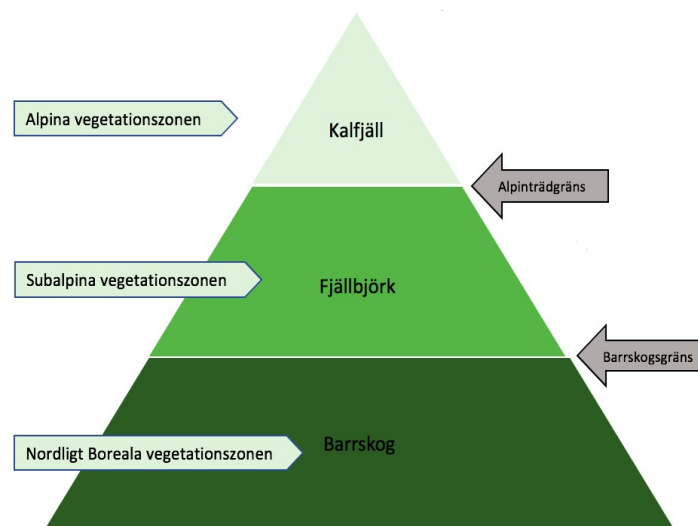 Kalfjäll
Alpina vegetationszonen
Alpinträdgräns
Subalpina vegetationszonen
Fjällbjörk
Barrskogsgräns
Barrskog
Nordligt Boreala vegetationszonen